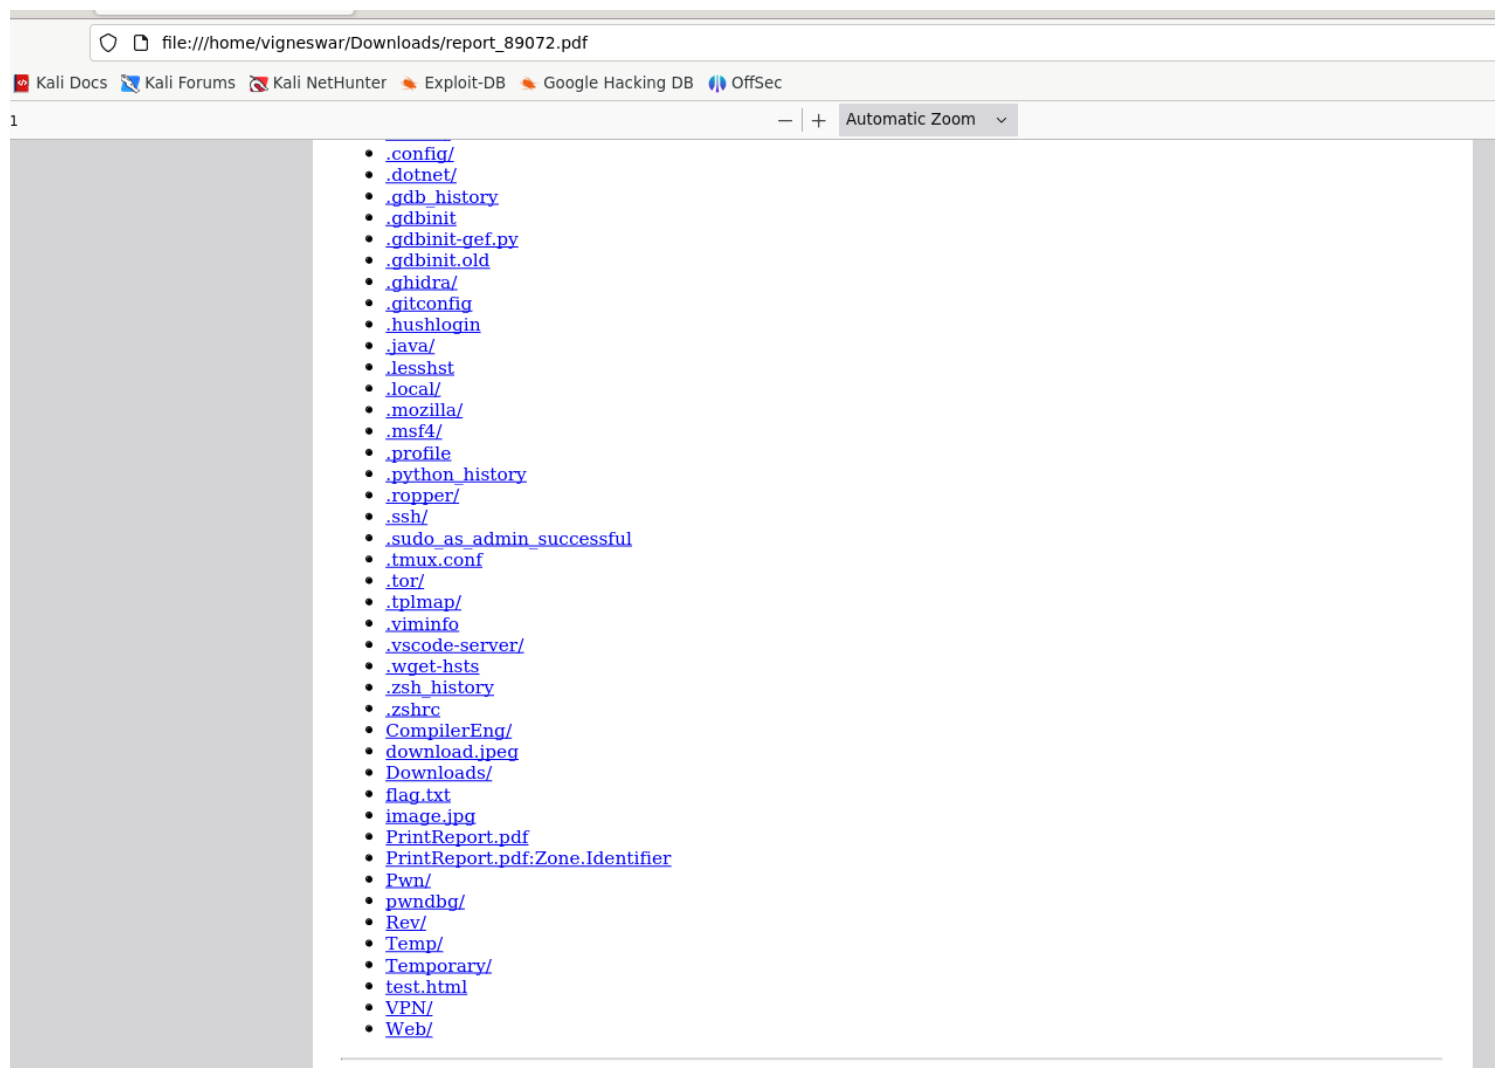 file:///home/vigneswar/Downloads/report_89072.pdf
Kali Docs Kali Forums Kali NetHunter Exploit-DB Google Hacking DB OffSec
1 − + Automatic Zoom
.config/
.dotnet/
.gdb_history
.gdbinit
.gdbinit-gef.py
.gdbinit.old
.ghidra/
.gitconfig
.hushlogin
.java/
.lesshst
.local/
.mozilla/
.msf4/
.profile
.python_history
.ropper/
.ssh/
.sudo_as_admin_successful
.tmux.conf
.tor/
.tplmap/
.viminfo
.vscode-server/
.wget-hsts
.zsh_history
.zshrc
CompilerEng/
download.jpeg
Downloads/
flag.txt
image.jpg
PrintReport.pdf
PrintReport.pdf:Zone.Identifier
Pwn/
pwndbg/
Rev/
Temp/
Temporary/
test.html
VPN/
Web/